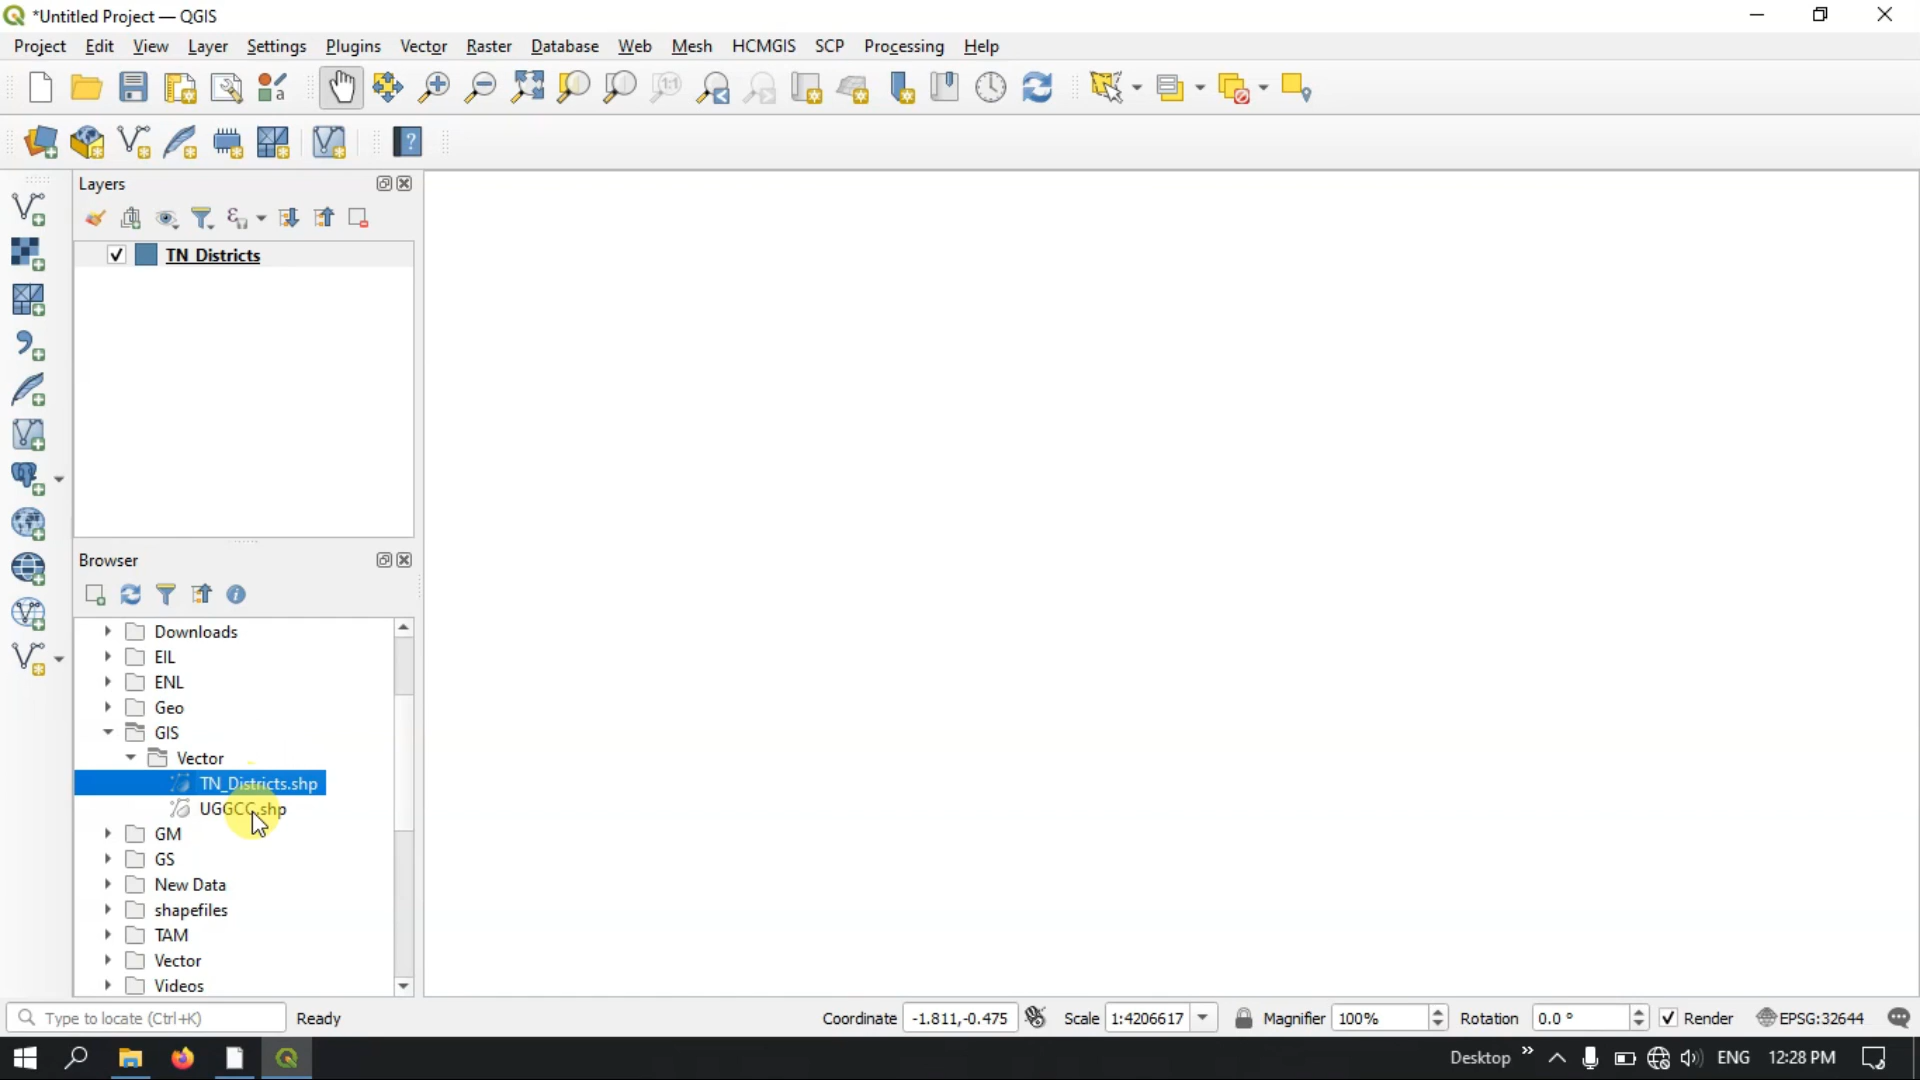 *Untitled Project — QGIS
Project Edit View Layer Settings Plugins Vector Raster Database Web Mesh HCMGIS SCP Processing Help
Layers
TN_Districts
Browser
Downloads
EIL
ENL
Geo
GIS
Vector
TN_Districts.shp
UGGCC.shp
GM
GS
New Data
shapefiles
TAM
Vector
Videos
Type to locate (Ctrl+K) Ready Coordinate -1.811,-0.475 Scale 1:4206617 Magnifier 100% Rotation 0.0 ° Render EPSG:32644
Desktop ENG 12:28 PM